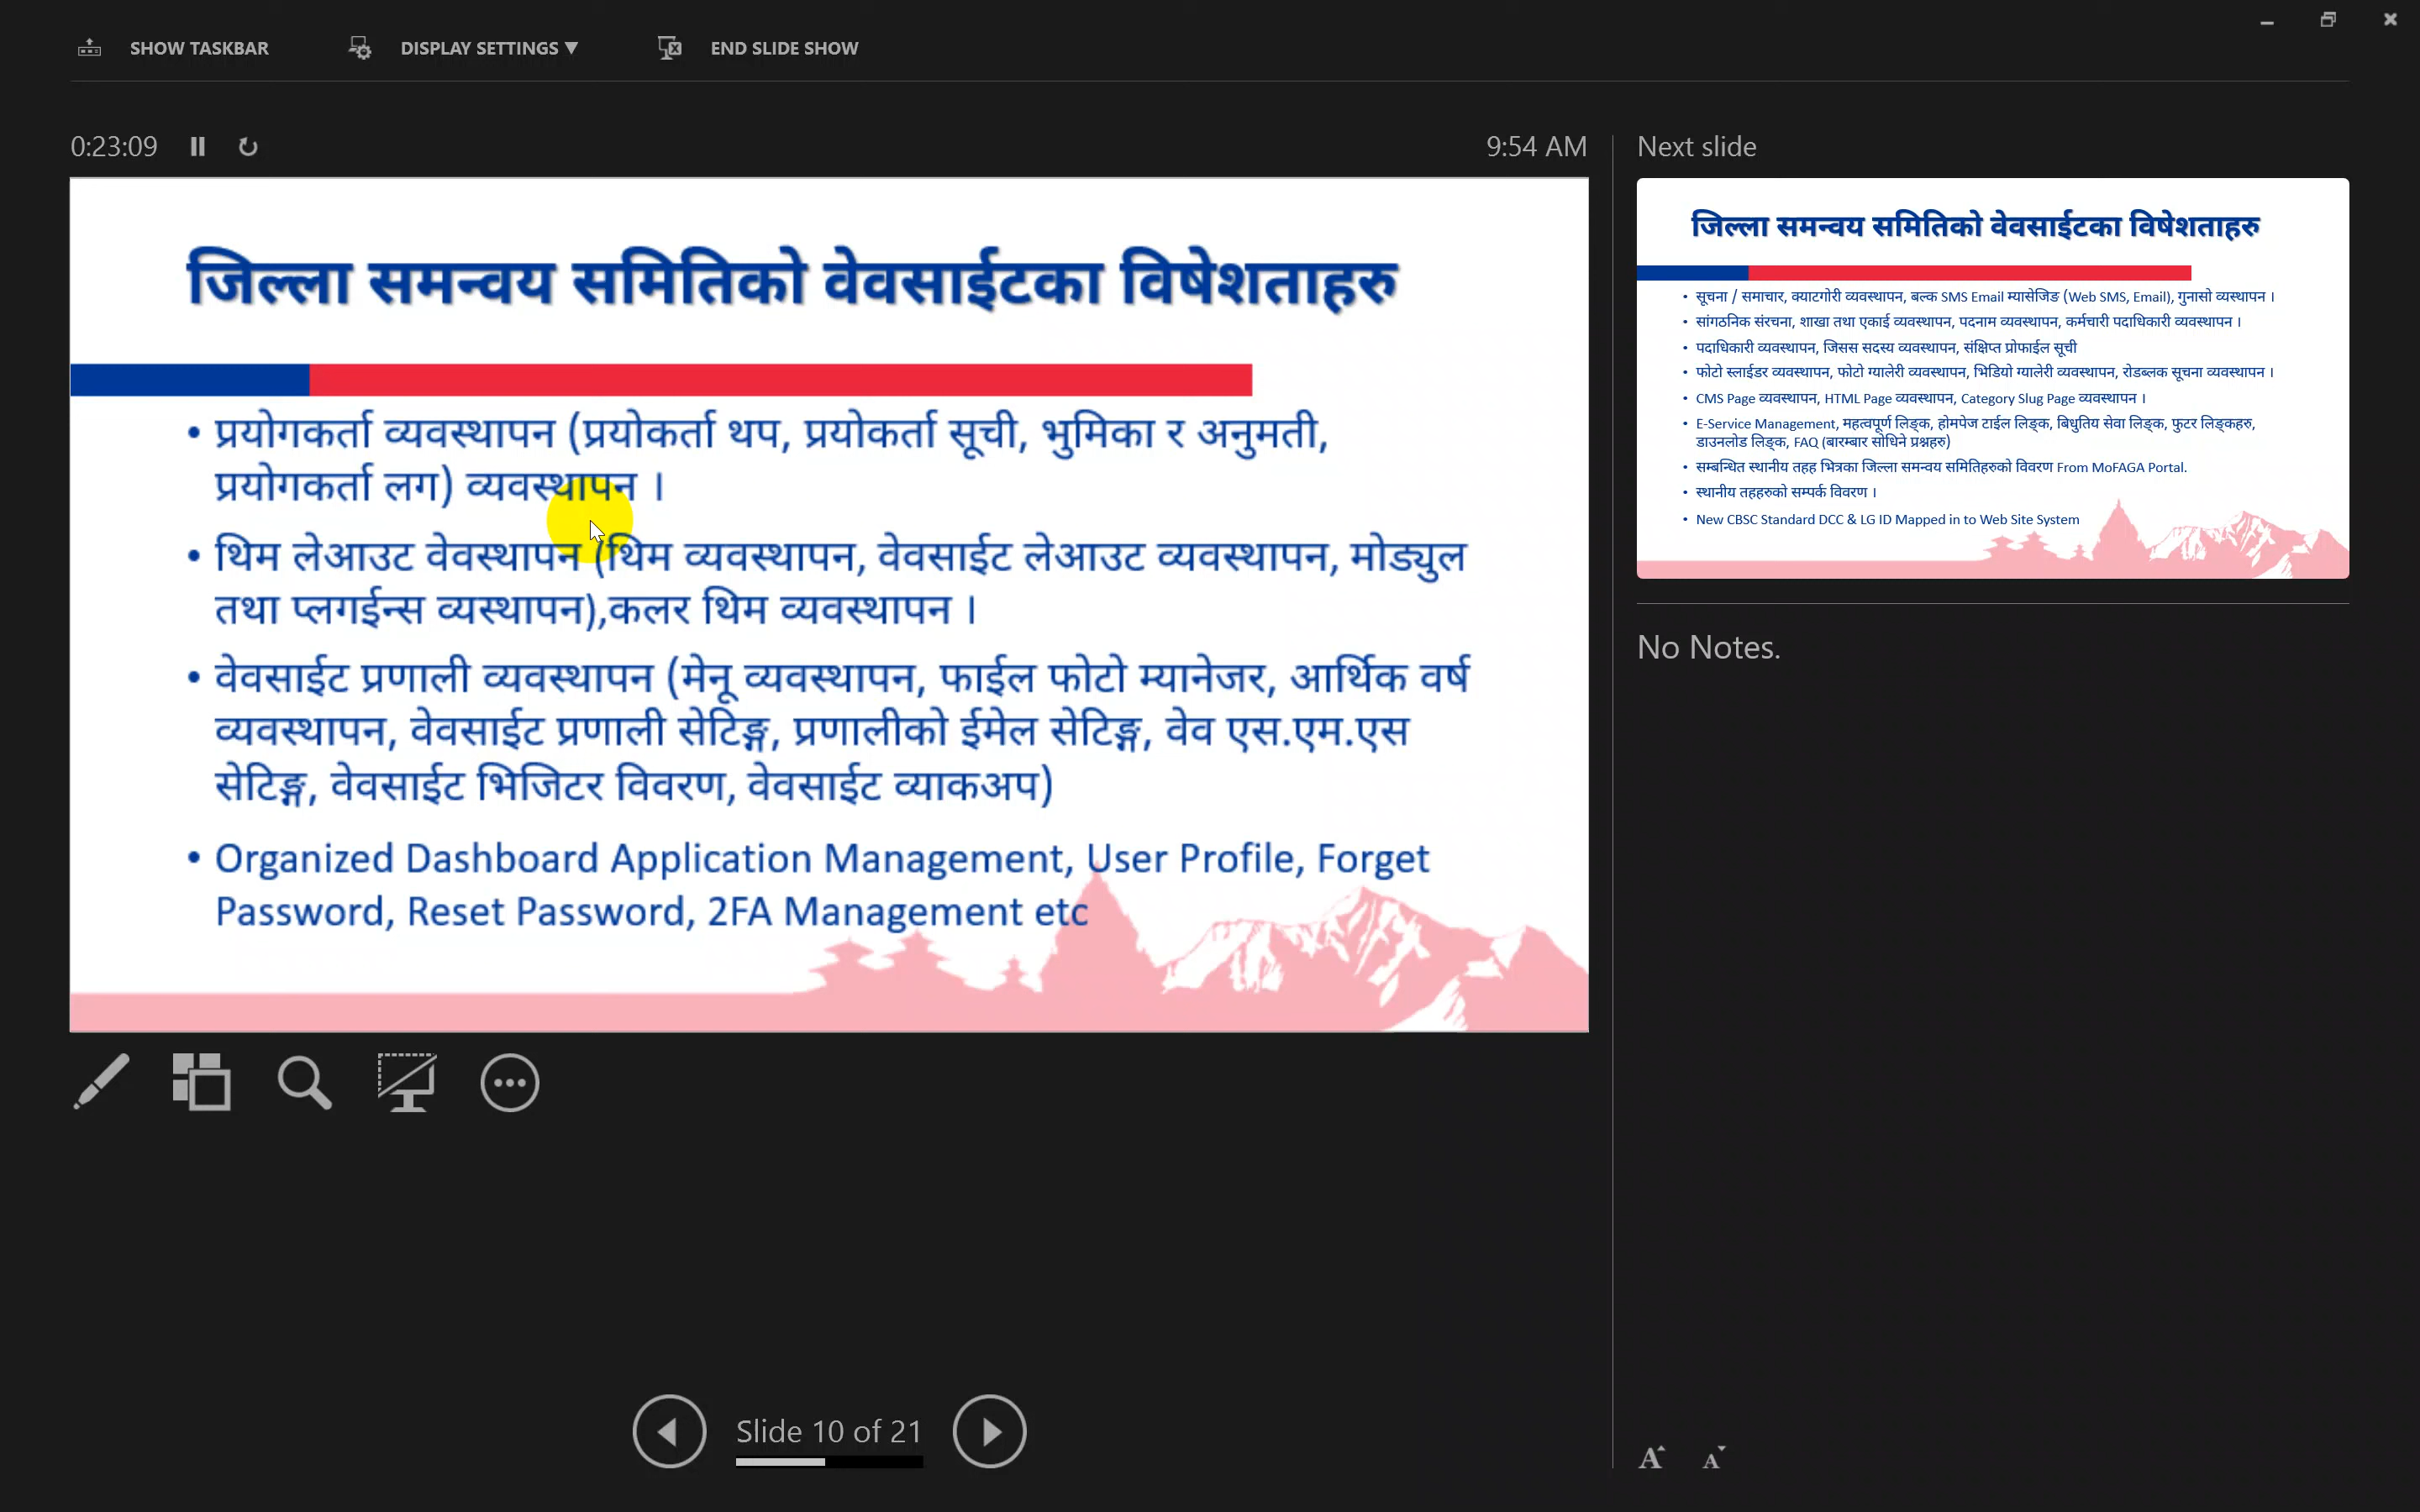 SHOW TASKBAR
DISPLAY SETTINGS ▼
END SLIDE SHOW
0:23:09
9:54 AM
जिल्ला समन्वय समितिको वेवसाईटका विषेशताहरु
• प्रयोगकर्ता व्यवस्थापन (प्रयोकर्ता थप, प्रयोकर्ता सूची, भुमिका र अनुमती,
प्रयोगकर्ता लग) व्यवस्थापन ।
• थिम लेआउट वेवस्थापन (थिम व्यवस्थापन, वेवसाईट लेआउट व्यवस्थापन, मोड्युल
तथा प्लगईन्स व्यस्थापन),कलर थिम व्यवस्थापन ।
• वेवसाईट प्रणाली व्यवस्थापन (मेनू व्यवस्थापन, फाईल फोटो म्यानेजर, आर्थिक वर्ष
व्यवस्थापन, वेवसाईट प्रणाली सेटिङ्ग, प्रणालीको ईमेल सेटिङ्ग, वेव एस.एम.एस
सेटिङ्ग, वेवसाईट भिजिटर विवरण, वेवसाईट व्याकअप)
• Organized Dashboard Application Management, User Profile, Forget
Password, Reset Password, 2FA Management etc
Slide 10 of 21
Next slide
जिल्ला समन्वय समितिको वेवसाईटका विषेशताहरु
• सूचना / समाचार, क्याटगोरी व्यवस्थापन, बल्क SMS Email म्यासेजिङ (Web SMS, Email), गुनासो व्यस्थापन ।
• सांगठनिक संरचना, शाखा तथा एकाई व्यवस्थापन, पदनाम व्यवस्थापन, कर्मचारी पदाधिकारी व्यवस्थापन ।
• पदाधिकारी व्यवस्थापन, जिसस सदस्य व्यवस्थापन, संक्षिप्त प्रोफाईल सूची
• फोटो स्लाईडर व्यवस्थापन, फोटो ग्यालेरी व्यवस्थापन, भिडियो ग्यालेरी व्यवस्थापन, रोडब्लक सूचना व्यवस्थापन ।
• CMS Page व्यवस्थापन, HTML Page व्यवस्थापन, Category Slug Page व्यवस्थापन ।
• E-Service Management, महत्वपूर्ण लिङ्क, होमपेज टाईल लिङ्क, बिधुतिय सेवा लिङ्क, फुटर लिङ्कहरु,
डाउनलोड लिङ्क, FAQ (बारम्बार सोधिने प्रश्नहरु)
• सम्बन्धित स्थानीय तहह भित्रका जिल्ला समन्वय समितिहरुको विवरण From MoFAGA Portal.
• स्थानीय तहहरुको सम्पर्क विवरण ।
• New CBSC Standard DCC & LG ID Mapped in to Web Site System
No Notes.
A A